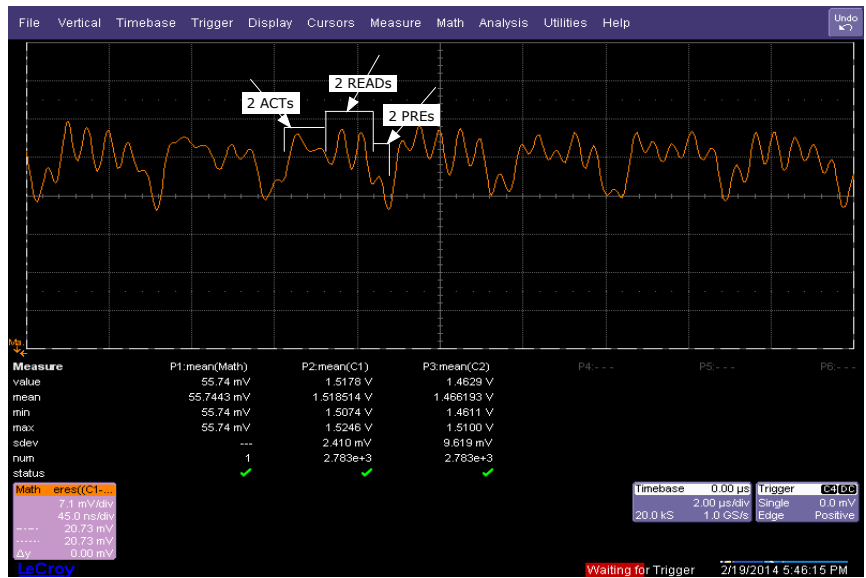 File Vertical Timebase Trigger Display Cursors Measure Math Analysis Utilities Help Undo
2 READs
2 ACTs
2 PREs
Measure P1:mean(Math) P2:mean(C1) P3:mean(C2) P4:- - - P5:- - - P6:- - -
value 55.74 mV 1.5178 V 1.4629 V
mean 55.7443 mV 1.518514 V 1.466193 V
min 55.74 mV 1.5074 V 1.4611 V
max 55.74 mV 1.5246 V 1.5100 V
sdev --- 2.410 mV 9.619 mV
num 1 2.783e+3 2.783e+3
status
Math eres((C1-...
7.1 mV/div
45.0 ns/div
20.73 mV
20.73 mV
Δy 0.00 mV
Timebase 0.00 µs
2.00 µs/div
20.0 kS 1.0 GS/s
Trigger C4 DC
Single 0.0 mV
Edge Positive
LeCroy
Waiting for Trigger 2/19/2014 5:46:15 PM